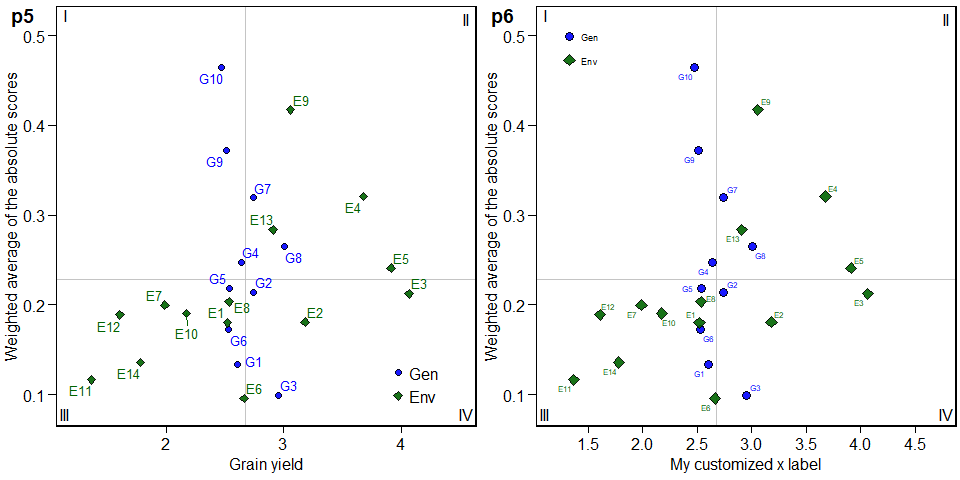 p5
I
II
0.5
0.4
0.3
0.2
0.1
Weighted average of the absolute scores
G10
E9
G9
G7
E4
E13
G4
G8
E5
G5
G2
E3
E7
E8
E1
E2
E12
E10
G6
G1
E14
E11
E6
G3
Gen
Env
III
IV
2
3
4
Grain yield
p6
I
II
Gen
Env
0.5
0.4
0.3
0.2
0.1
Weighted average of the absolute scores
G10
E9
G9
G7
E4
E13
G8
G4
E5
G5
G2
E3
E8
E12
E7
E10
E1
E2
G6
G1
E14
E11
G3
E6
III
IV
1.5
2.0
2.5
3.0
3.5
4.0
4.5
My customized x label